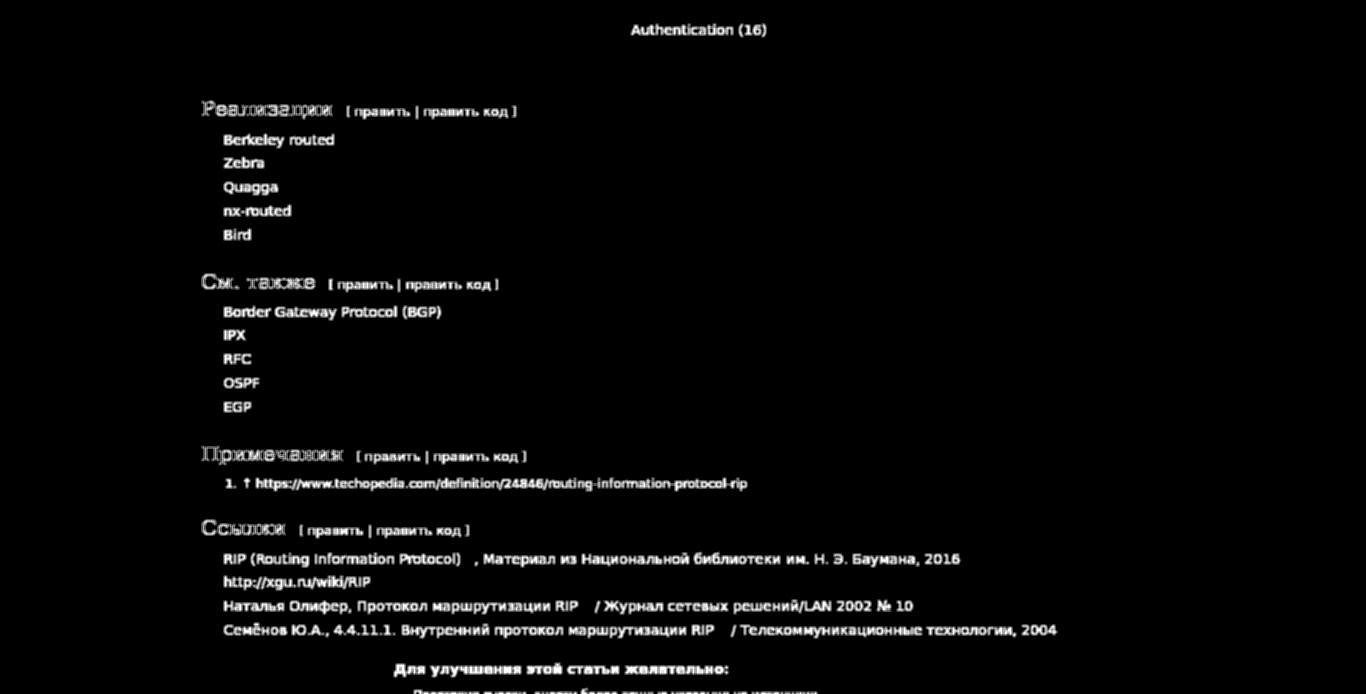 Authentication (16)
Реализации [ править | править код ]
Berkeley routed
Zebra
Quagga
nx-routed
Bird
См. также [ править | править код ]
Border Gateway Protocol (BGP)
IPX
RFC
OSPF
EGP
Примечания [ править | править код ]
1. ↑ https://www.techopedia.com/definition/24846/routing-information-protocol-rip
Ссылки [ править | править код ]
RIP (Routing Information Protocol) , Материал из Национальной библиотеки им. Н. Э. Баумана, 2016
http://xgu.ru/wiki/RIP
Наталья Олифер, Протокол маршрутизации RIP / Журнал сетевых решений/LAN 2002 № 10
Семёнов Ю.А., 4.4.11.1. Внутренний протокол маршрутизации RIP / Телекоммуникационные технологии, 2004
Для улучшения этой статьи желательно: